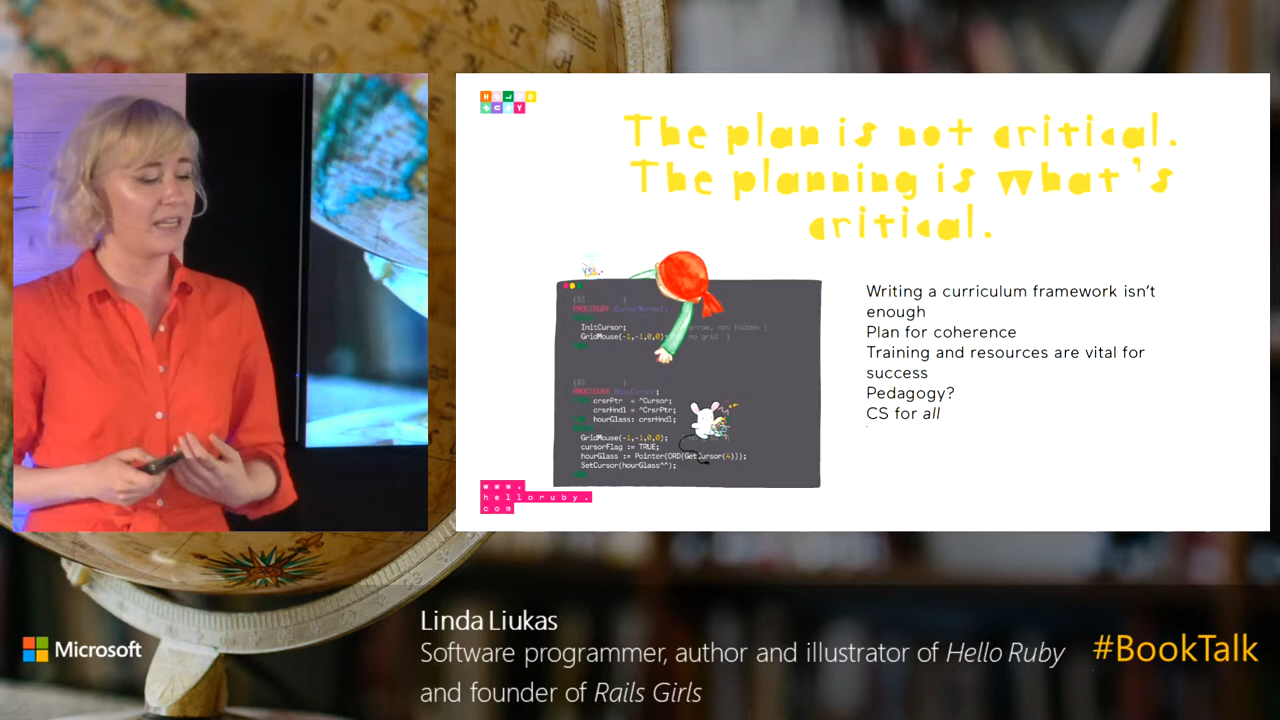 HELLO
RUBY
The plan is not critical.
The planning is what's
critical.
Writing a curriculum framework isn't
enough
Plan for coherence
Training and resources are vital for
success
Pedagogy?
CS for all
InitCursor;
GridMouse(-1,-1,0,0);
crsrPtr = ^Cursor;
crsrHndl = ^CrsrPtr;
hourGlass: crsrHndl;
GridMouse(-1,-1,0,0);
cursorFlag := TRUE;
hourGlass := Pointer(ORD(GetCursor(4)));
SetCursor(hourGlass^^);
www.
helloruby.
com
Microsoft
Linda Liukas
Software programmer, author and illustrator of Hello Ruby
and founder of Rails Girls
#BookTalk